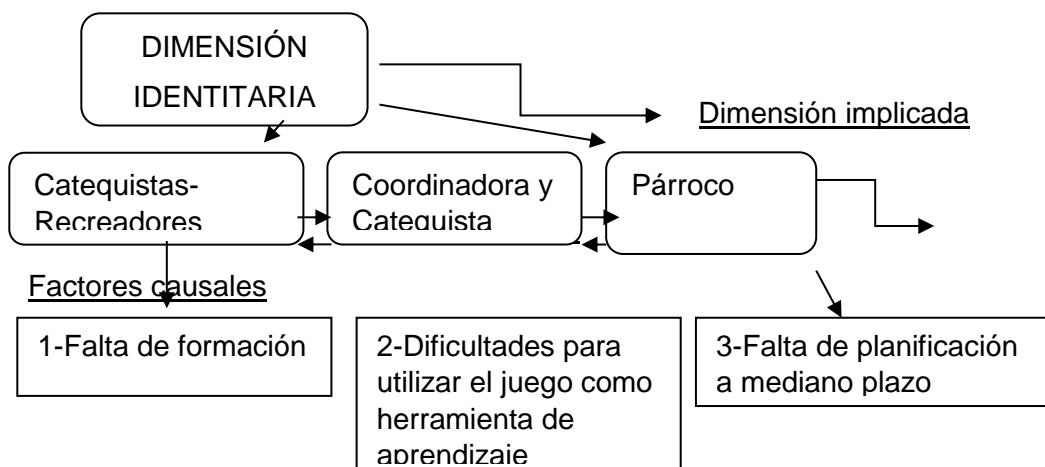 DIMENSIÓN
IDENTITARIA
Dimensión implicada
Catequistas-
Recreadores
Coordinadora y
Catequista
Párroco
Factores causales
1-Falta de formación
2-Dificultades para
utilizar el juego como
herramienta de
aprendizaje
3-Falta de planificación
a mediano plazo